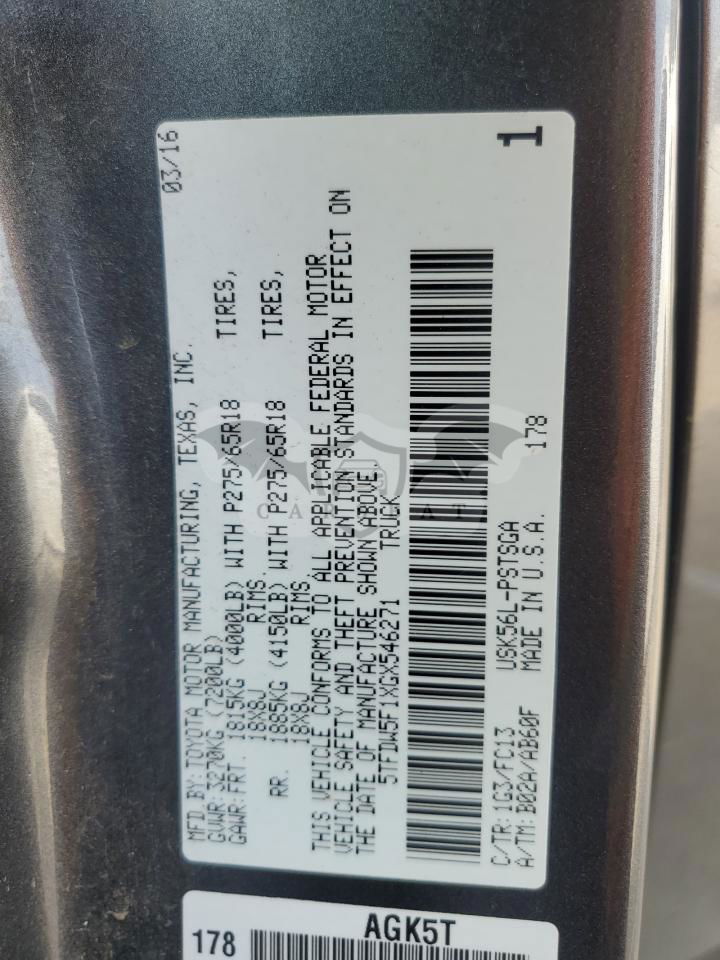 MFD.BY:TOYOTA MOTOR MANUFACTURING, TEXAS, INC. 03/16
GVWR:3270KG (7200LB)
GAWR:FRT. 1815KG (4000LB) WITH P275/65R18 TIRES,
18X8J RIMS,
RR. 1885KG (4150LB) WITH P275/65R18 TIRES,
18X8J RIMS
THIS VEHICLE CONFORMS TO ALL APPLICABLE FEDERAL MOTOR
VEHICLE SAFETY AND THEFT PREVENTION STANDARDS IN EFFECT ON
THE DATE OF MANUFACTURE SHOWN ABOVE.
5TFDW5F1XGX546271 TRUCK
1
C/TR: 1G3/FC13 USK56L-PSTSGA 178
A/TM: B02A/AB60F MADE IN U.S.A.
178 AGK5T